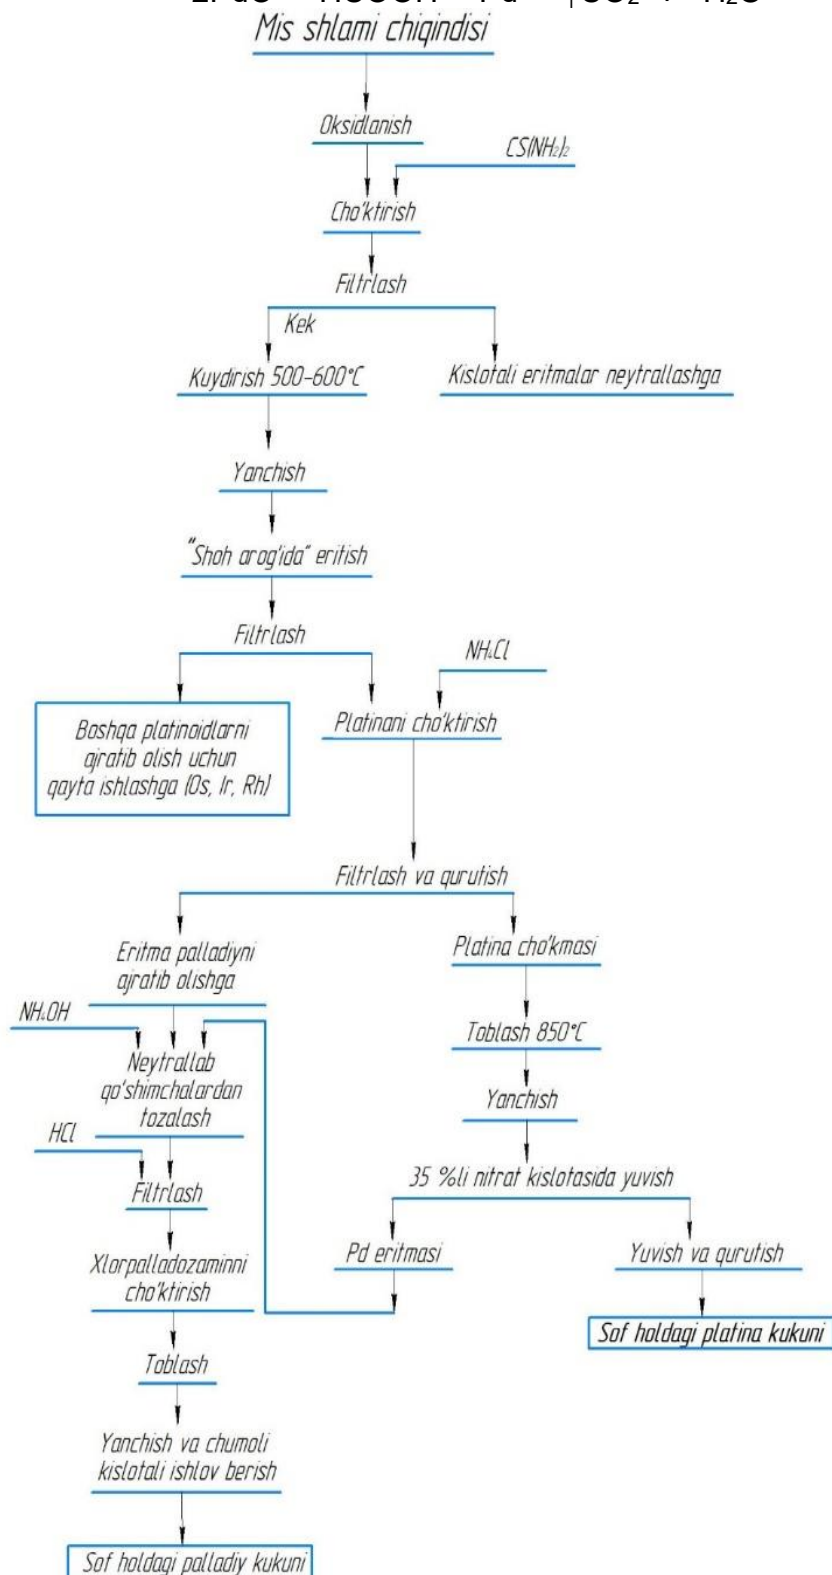 Mis shlami chiqindisi
Oksidlanish
CS(NH₂)₂
Cho'ktirish
Filtrlash
Kek
Kuydirish 500-600°C
Kislotali eritmalar neytrallashga
Yanchish
"Shoh arog'ida" eritish
Filtrlash
NH₄Cl
Boshqa platinoidlarni
ajratib olish uchun
qayta ishlashga (Os, Ir, Rh)
Platinani cho'ktirish
Filtrlash va qurutish
Eritma palladiyni
ajratib olishga
Platina cho'kmasi
NH₄OH
Toblash 850°C
Neytrallab
qo'shimchalardan
tozalash
Yanchish
HCl
35 %li nitrat kislotasida yuvish
Filtrlash
Pd eritmasi
Yuvish va qurutish
Xlorpalladozaminni
cho'ktirish
Sof holdagi platina kukuni
Toblash
Yanchish va chumoli
kislotali ishlov berish
Sof holdagi palladiy kukuni